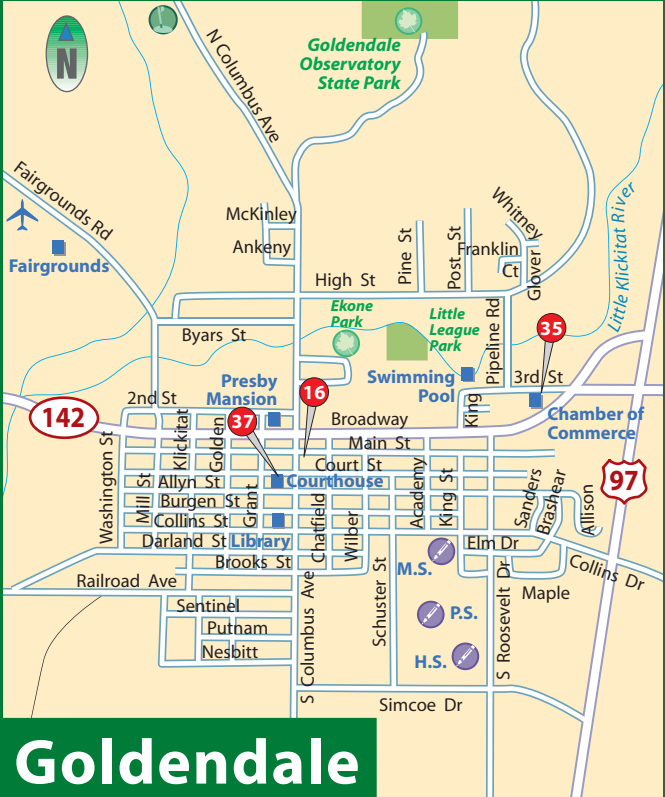 N
N Columbus Ave
Goldendale
Observatory
State Park
Fairgrounds Rd
Fairgrounds
McKinley
Ankeny
High St
Pine St
Post St
Whitney
Franklin
Ct
Glover
Little Klickitat River
Byars St
Ekone
Park
Little
League
Park
Pipeline Rd
35
3rd St
Swimming
Pool
King
Chamber of
Commerce
Presby
Mansion
2nd St
142
37
16
Broadway
Main St
Court St
Washington St
Mill St
Klickitat
Golden
Grant
Allyn St
Burgen St
Collins St
Darland St
Courthouse
Library
Brooks St
Chatfield
Wilber
Academy
King St
Sanders
Brashear
Allison
97
Elm Dr
Collins Dr
Maple
M.S.
P.S.
H.S.
Railroad Ave
Sentinel
Putnam
Nesbitt
S Columbus Ave
Schuster St
S Roosevelt Dr
Simcoe Dr
Goldendale